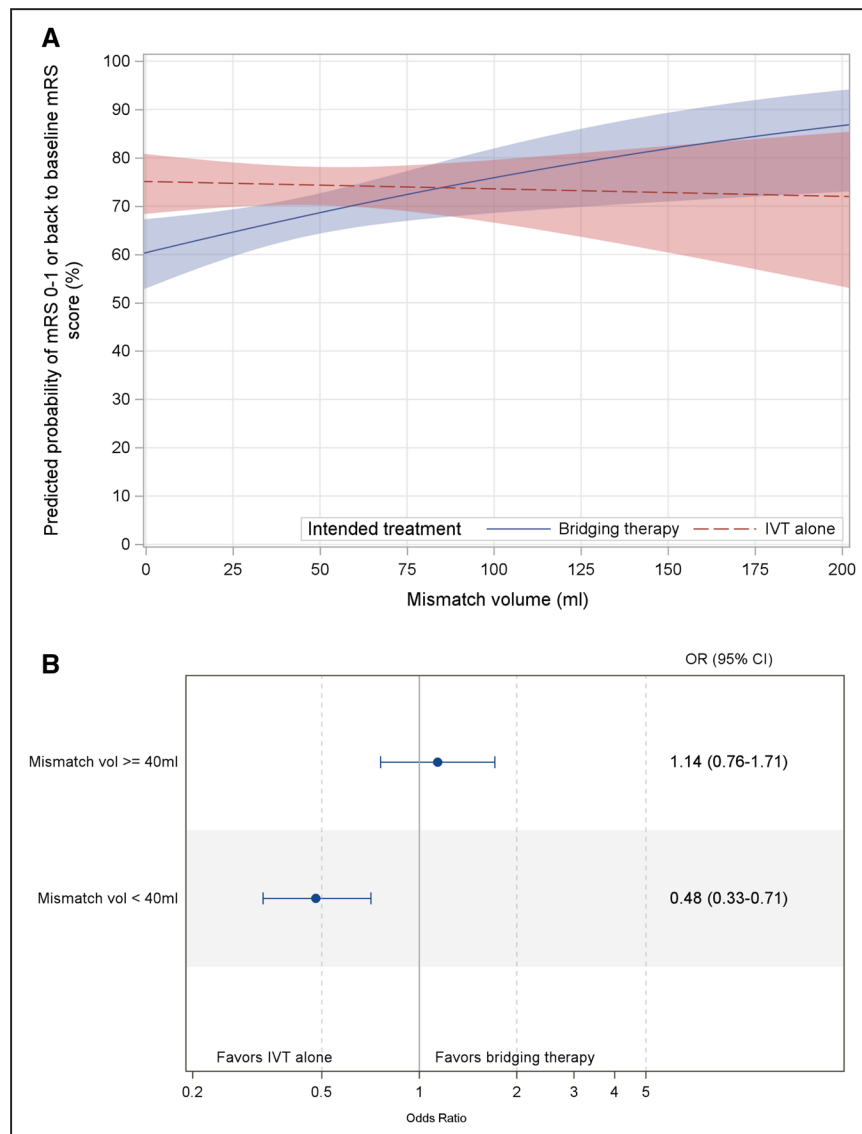 A
Predicted probability of mRS 0-1 or back to baseline mRS
score (%)
100
90
80
70
60
50
40
30
20
10
0
Intended treatment Bridging therapy IVT alone
0 25 50 75 100 125 150 175 200
Mismatch volume (ml)
B
OR (95% CI)
Mismatch vol >= 40ml 1.14 (0.76-1.71)
Mismatch vol < 40ml 0.48 (0.33-0.71)
Favors IVT alone Favors bridging therapy
0.2 0.5 1 2 3 4 5
Odds Ratio